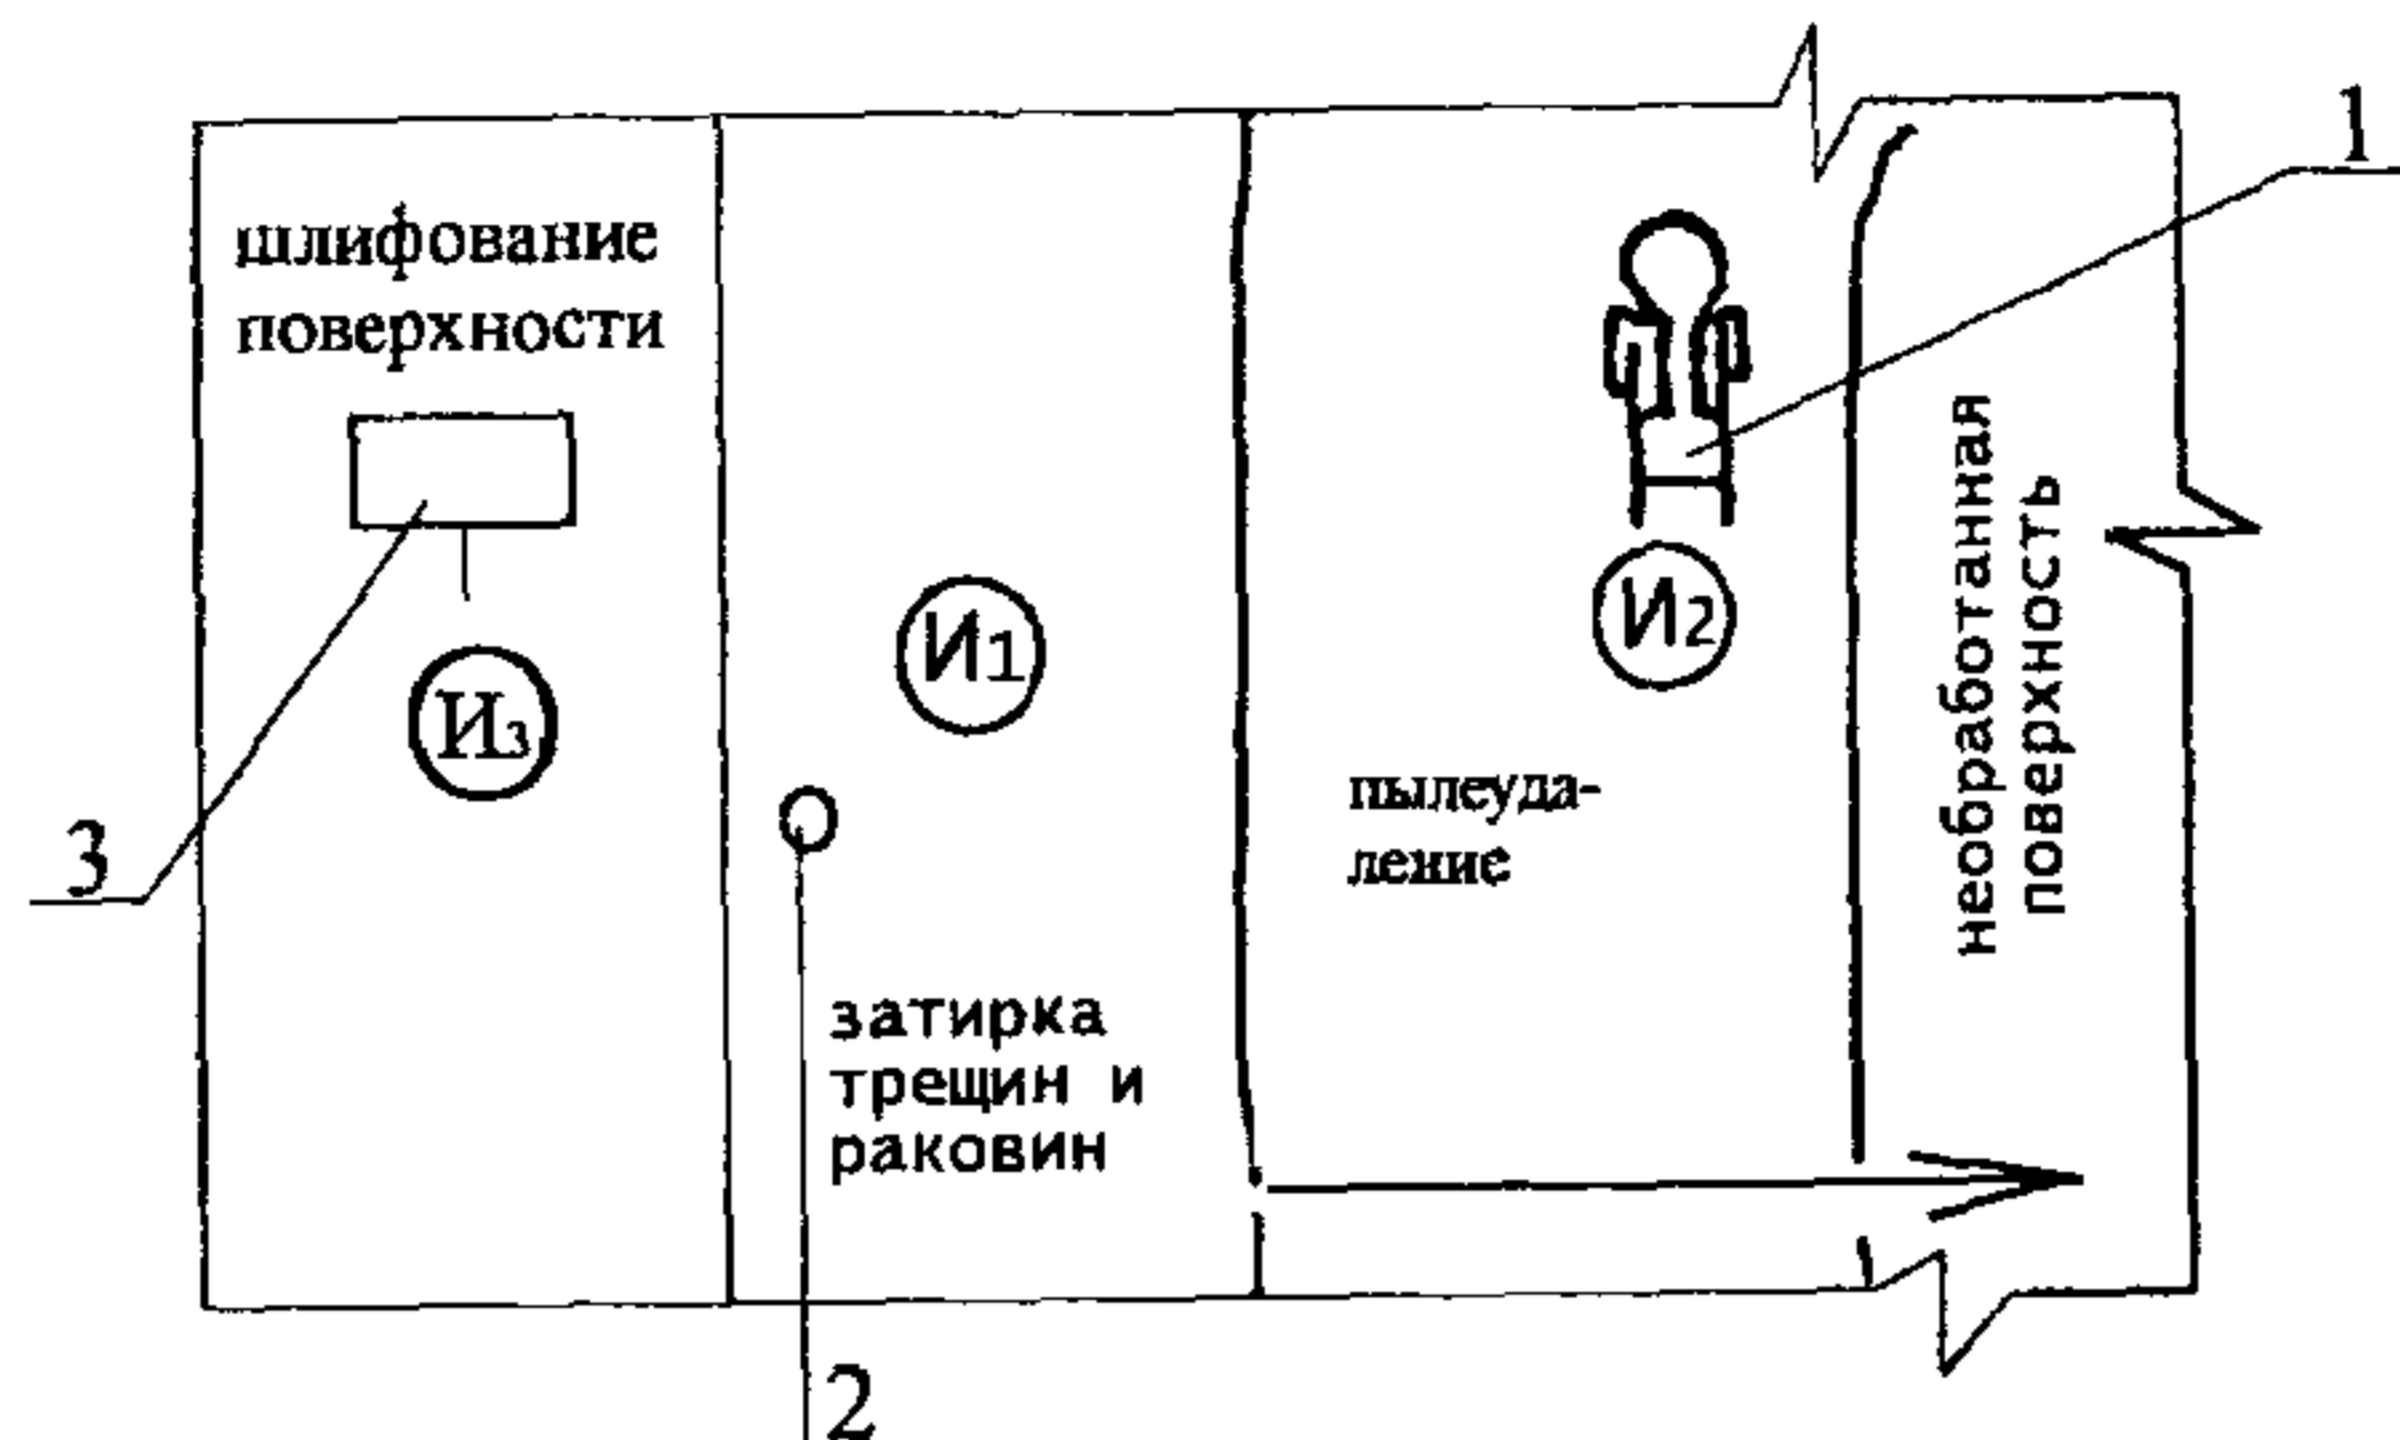 1
шлифование
поверхности
3
И3
И1
И2
пылеуда-
ление
необработанная
поверхность
затирка
трещин и
раковин
2